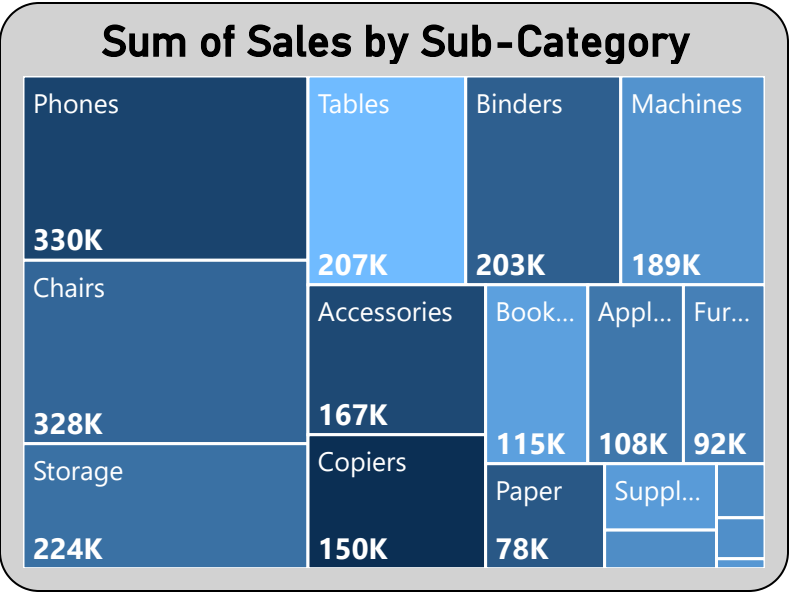 Sum of Sales by Sub-Category
Phones
330K
Chairs
328K
Storage
224K
Tables
207K
Binders
203K
Machines
189K
Accessories
167K
Copiers
150K
Book...
115K
Appl...
108K
Fur...
92K
Paper
78K
Suppl...